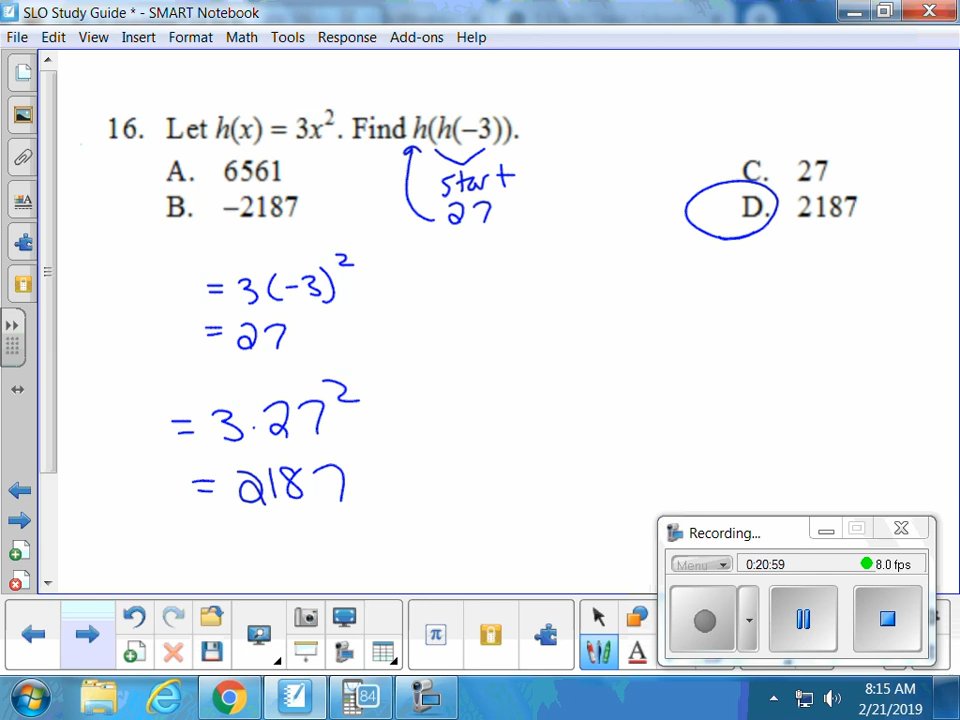 SLO Study Guide * - SMART Notebook
File Edit View Insert Format Math Tools Response Add-ons Help
16. Let h(x) = 3x². Find h(h(−3)).
A. 6561
C. 27
start
B. −2187
27
D. 2187
= 3(-3)²
= 27
= 3·27²
= 2187
Recording...
Menu
0:20:59
8.0 fps
π
A
84
8:15 AM
2/21/2019